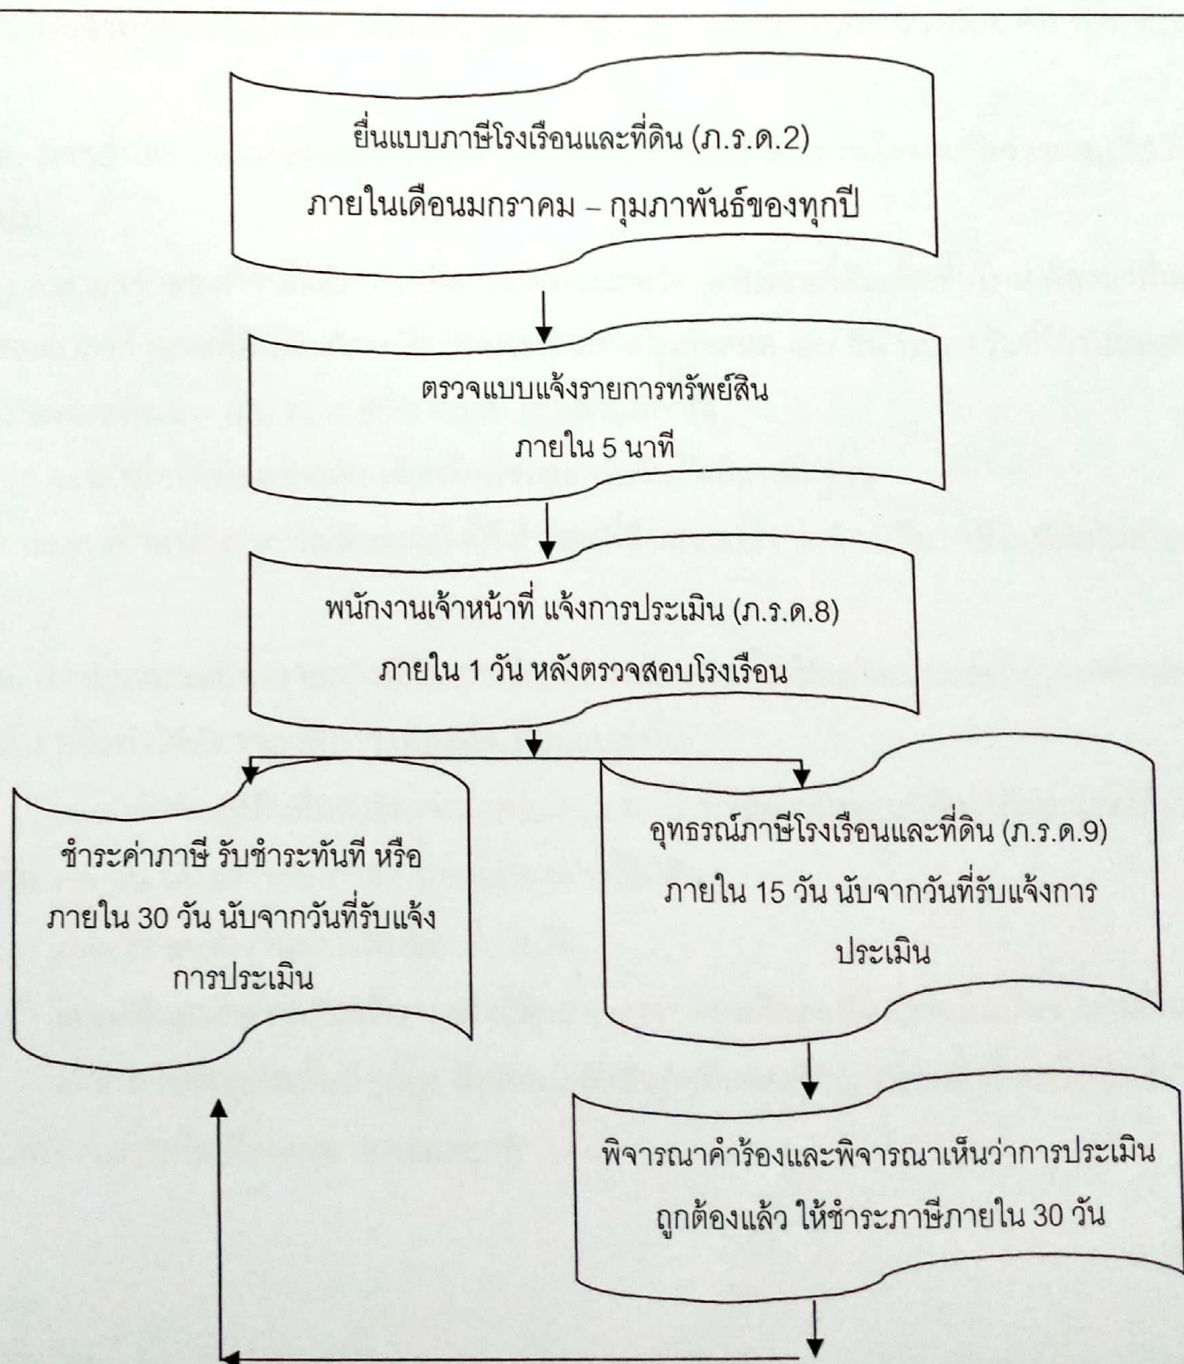 ยื่นแบบภาษีโรงเรือนและที่ดิน (ภ.ร.ด.2)
ภายในเดือนมกราคม – กุมภาพันธ์ของทุกปี
ตรวจแบบแจ้งรายการทรัพย์สิน
ภายใน 5 นาที
พนักงานเจ้าหน้าที่ แจ้งการประเมิน (ภ.ร.ด.8)
ภายใน 1 วัน หลังตรวจสอบโรงเรือน
ชำระค่าภาษี รับชำระทันที หรือ
ภายใน 30 วัน นับจากวันที่รับแจ้ง
การประเมิน
อุทธรณ์ภาษีโรงเรือนและที่ดิน (ภ.ร.ด.9)
ภายใน 15 วัน นับจากวันที่รับแจ้งการ
ประเมิน
พิจารณาคำร้องและพิจารณาเห็นว่าการประเมิน
ถูกต้องแล้ว ให้ชำระภาษีภายใน 30 วัน